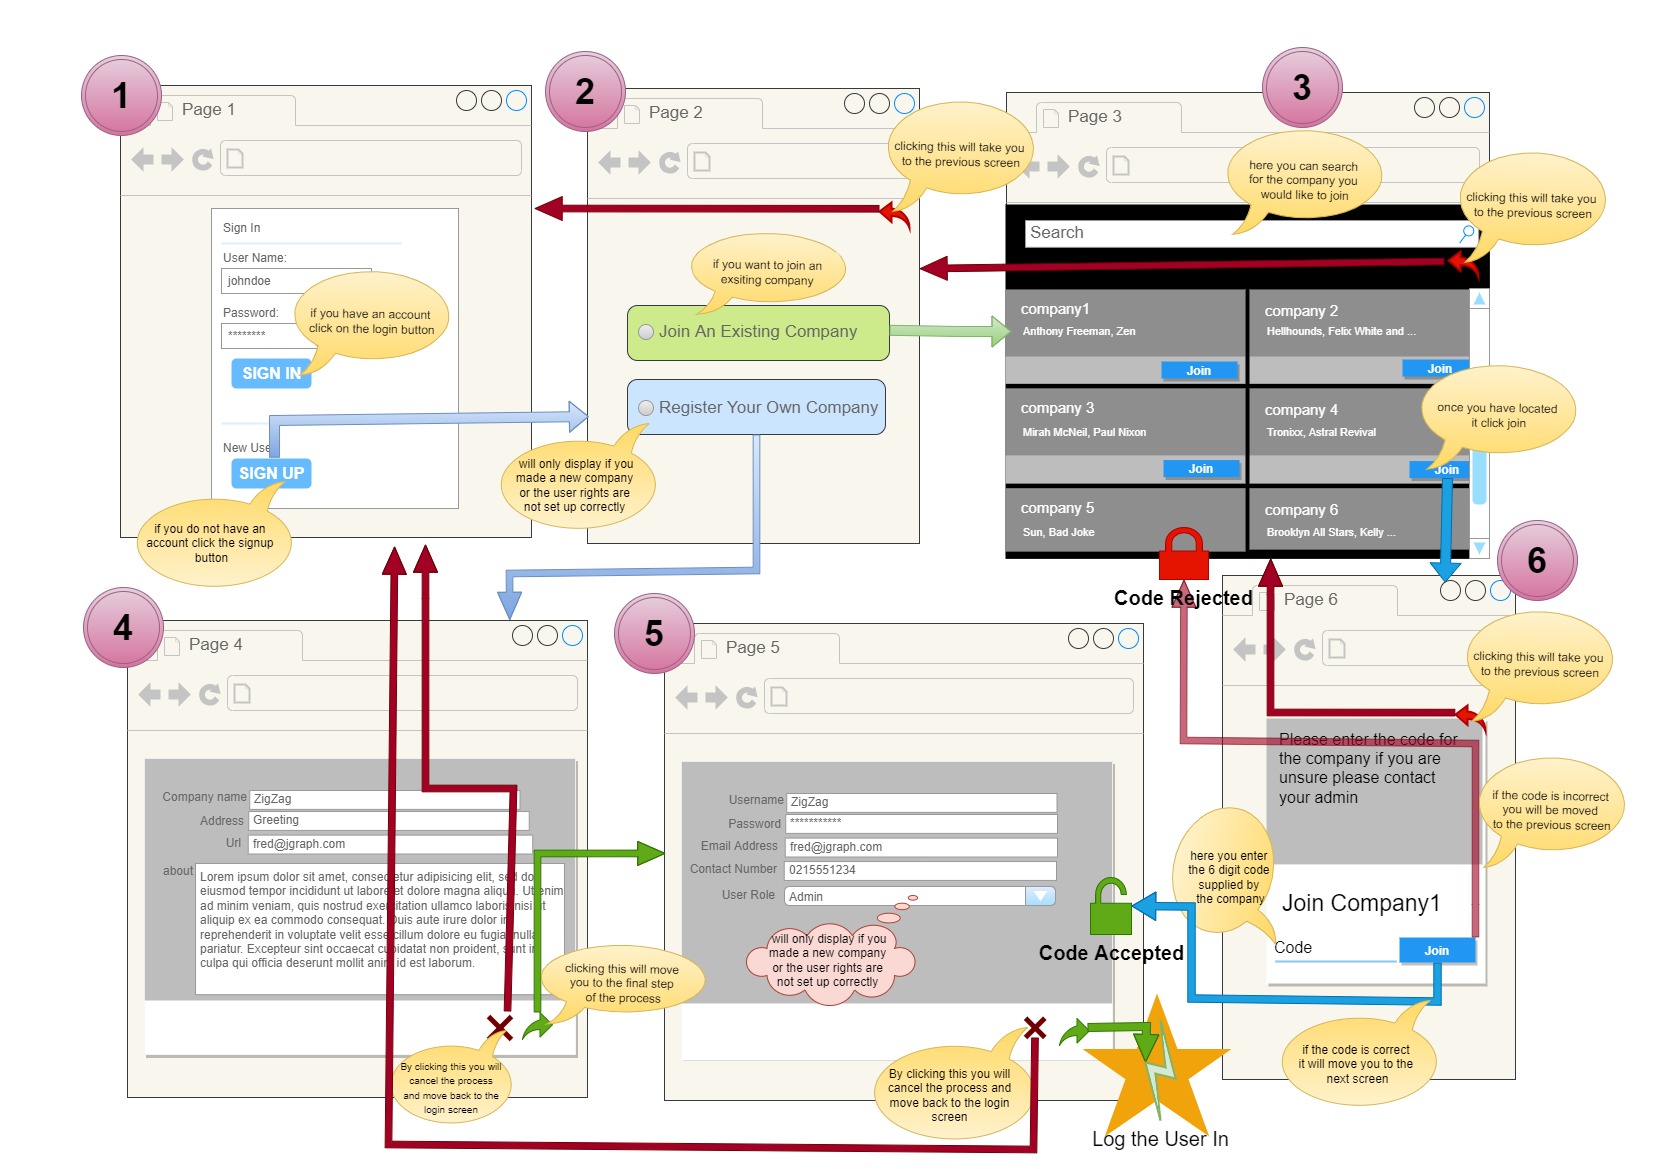 1
Page 1
Sign In
User Name:
johndoe
Password:
********
if you have an account
click on the login button
SIGN IN
New Use
SIGN UP
if you do not have an
account click the signup
button
2
Page 2
clicking this will take you
to the previous screen
if you want to join an
exsiting company
Join An Existing Company
Register Your Own Company
will only display if you
made a new company
or the user rights are
not set up correctly
3
Page 3
here you can search
for the company you
would like to join
clicking this will take you
to the previous screen
Search
company1
Anthony Freeman, Zen
Join
company 2
Hellhounds, Felix White and ...
Join
company 3
Mirah McNeil, Paul Nixon
Join
company 4
Tronixx, Astral Revival
Join
once you have located
it click join
company 5
Sun, Bad Joke
company 6
Brooklyn All Stars, Kelly ...
Code Rejected
4
Page 4
Company name
ZigZag
Address
Greeting
Url
fred@jgraph.com
about
Lorem ipsum dolor sit amet, consectetur adipisicing elit, sed do
eiusmod tempor incididunt ut labore et dolore magna aliqua. Ut enim
ad minim veniam, quis nostrud exercitation ullamco laboris nisi ut
aliquip ex ea commodo consequat. Duis aute irure dolor in
reprehenderit in voluptate velit esse cillum dolore eu fugiat nulla
pariatur. Excepteur sint occaecat cupidatat non proident, sunt in
culpa qui officia deserunt mollit anim id est laborum.
clicking this will move
you to the final step
of the process
By clicking this you will
cancel the process
and move back to the
login screen
5
Page 5
Username
ZigZag
Password
***********
Email Address
fred@jgraph.com
Contact Number
0215551234
User Role
Admin
will only display if you
made a new company
or the user rights are
not set up correctly
By clicking this you will
cancel the process and
move back to the login
screen
Code Accepted
Log the User In
6
Page 6
clicking this will take you
to the previous screen
Please enter the code for
the company if you are
unsure please contact
your admin
if the code is incorrect
you will be moved
to the previous screen
here you enter
the 6 digit code
supplied by
the company
Join Company1
Code
Join
if the code is correct
it will move you to the
next screen